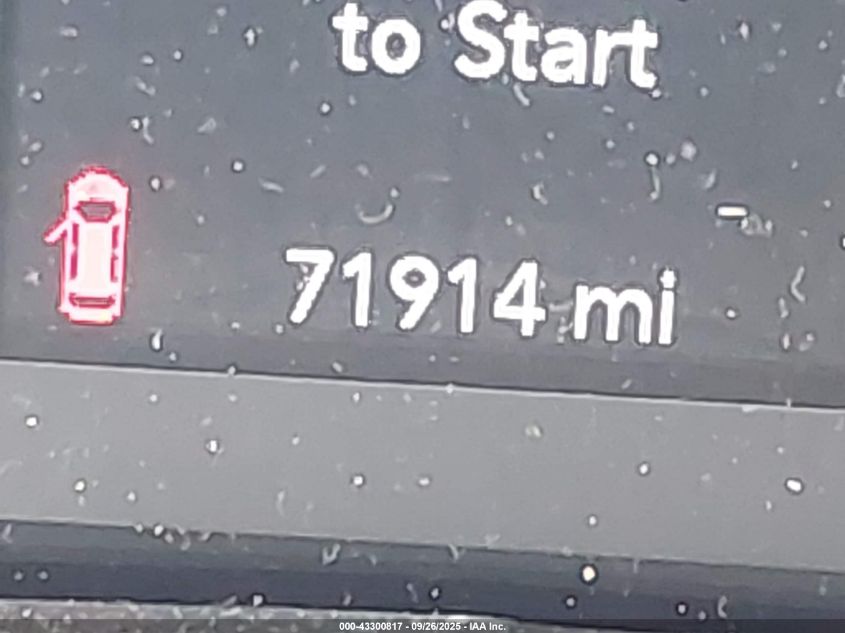 to Start
71914 mi
000-43300817 - 09/26/2025 - IAA Inc.